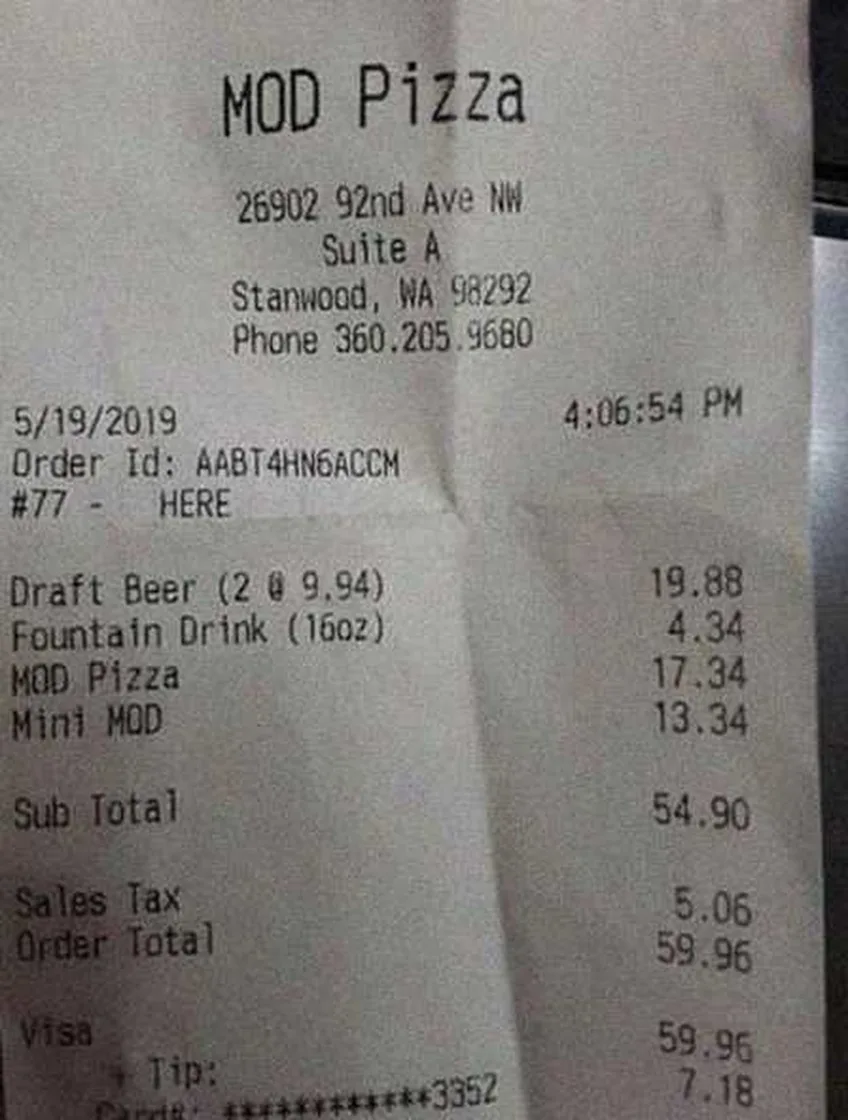 MOD Pizza
26902 92nd Ave NW
Suite A
Stanwood, WA 98292
Phone 360.205.9680
5/19/2019 4:06:54 PM
Order Id: AABT4HN6ACCM
#77 - HERE
Draft Beer (2 @ 9.94) 19.88
Fountain Drink (16oz) 4.34
MOD Pizza 17.34
Mini MOD 13.34
Sub Total 54.90
Sales Tax 5.06
Order Total 59.96
Visa 59.96
+ Tip: 7.18
Card#: ************3352